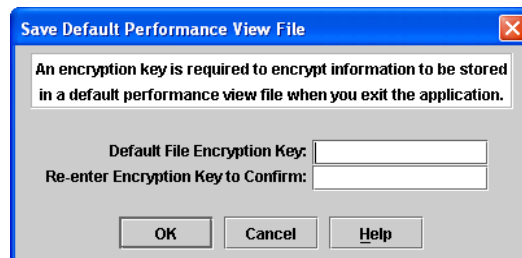 Save Default Performance View File
An encryption key is required to encrypt information to be stored
in a default performance view file when you exit the application.
Default File Encryption Key:
Re-enter Encryption Key to Confirm:
OK Cancel Help